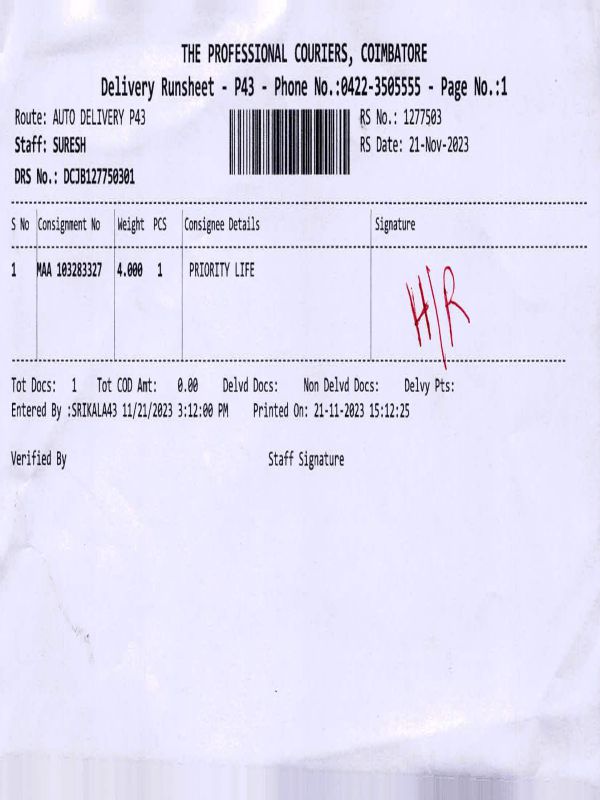 THE PROFESSIONAL COURIERS, COIMBATORE
Delivery Runsheet - P43 - Phone No.:0422-3505555 - Page No.:1
Route: AUTO DELIVERY P43 RS No.: 1277503
Staff: SURESH RS Date: 21-Nov-2023
DRS No.: DCJB127750301
S No Consignment No Weight PCS Consignee Details Signature
1 MAA 103283327 4.000 1 PRIORITY LIFE H/R
Tot Docs: 1 Tot COD Amt: 0.00 Delvd Docs: Non Delvd Docs: Delvy Pts:
Entered By :SRIKALA43 11/21/2023 3:12:00 PM Printed On: 21-11-2023 15:12:25
Verified By Staff Signature